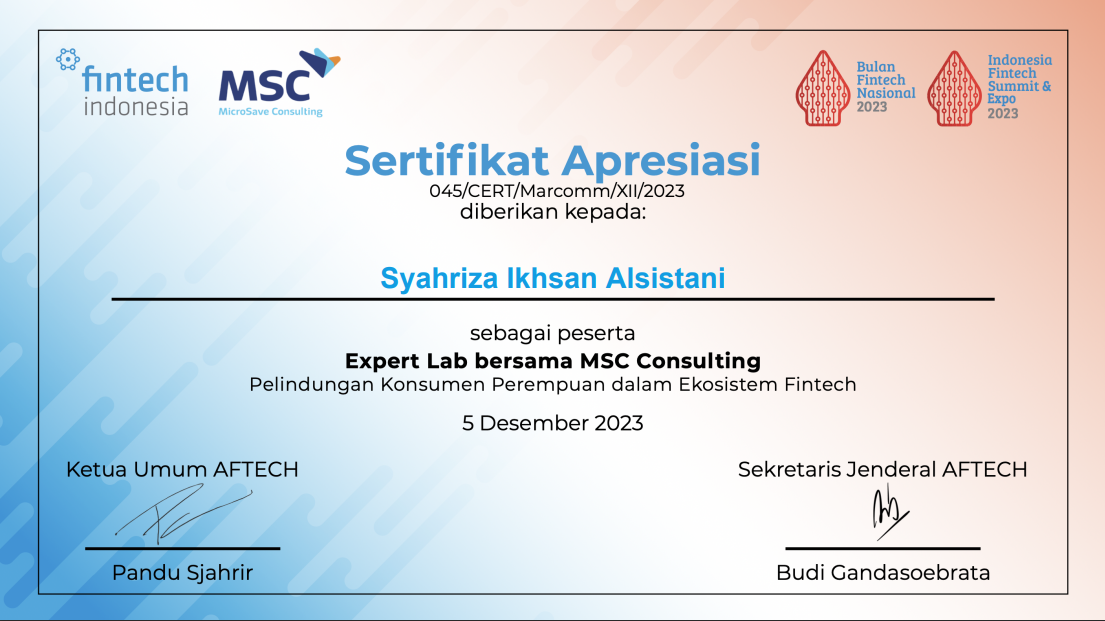 fintech
indonesia
MSC
MicroSave Consulting
Bulan
Fintech
Nasional
2023
Indonesia
Fintech
Summit &
Expo
2023
Sertifikat Apresiasi
045/CERT/Marcomm/XII/2023
diberikan kepada:
Syahriza Ikhsan Alsistani
sebagai peserta
Expert Lab bersama MSC Consulting
Pelindungan Konsumen Perempuan dalam Ekosistem Fintech
5 Desember 2023
Ketua Umum AFTECH
Pandu Sjahrir
Sekretaris Jenderal AFTECH
Budi Gandasoebrata